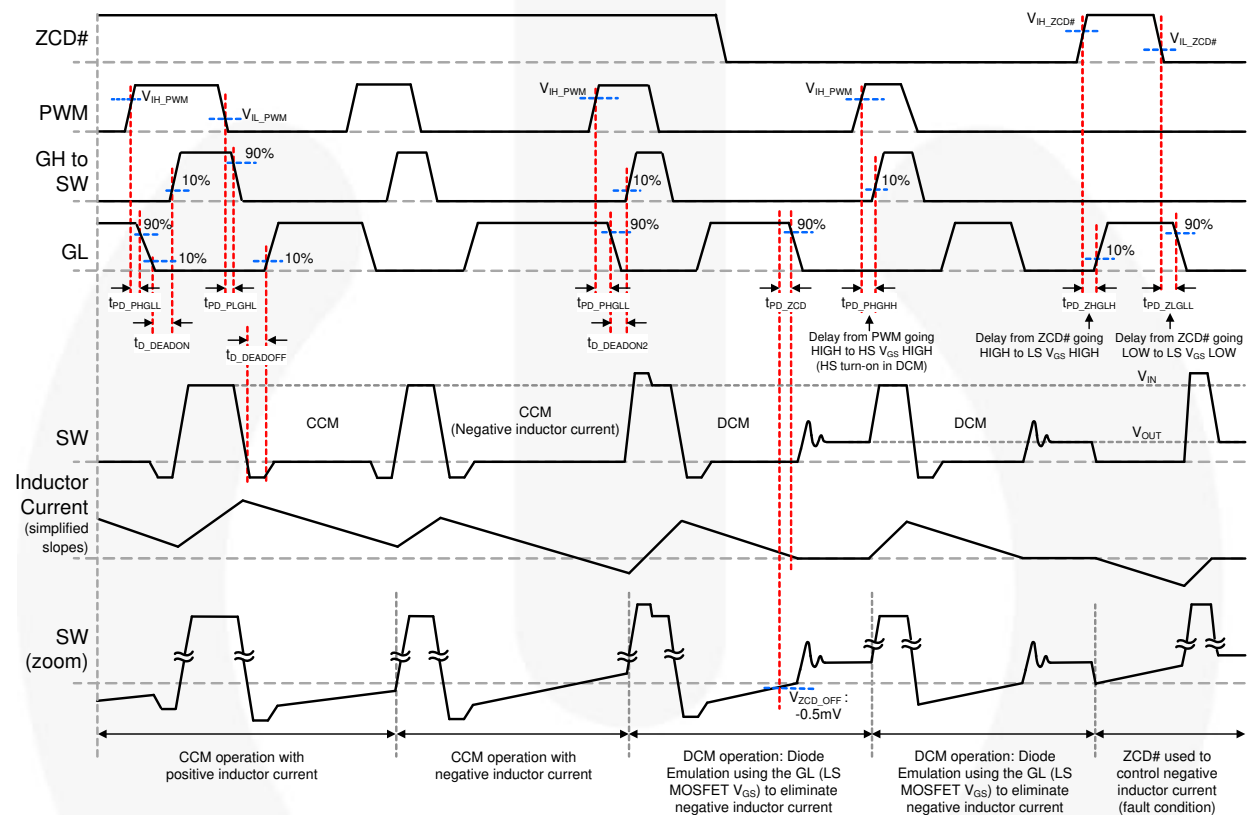 ZCD#
V_IH_ZCD#
V_IL_ZCD#
PWM
V_IH_PWM
V_IL_PWM
V_IH_PWM
V_IH_PWM
GH to
SW
90%
10%
10%
10%
GL
90%
10%
10%
90%
90%
10%
90%
t_PD_PHGLL
t_PD_PLGHL
t_PD_PHGLL
t_PD_ZCD
t_PD_PHGHH
t_PD_ZHGLH
t_PD_ZLGLL
t_D_DEADON
t_D_DEADOFF
t_D_DEADON2
Delay from PWM going
HIGH to HS V_GS HIGH
(HS turn-on in DCM)
Delay from ZCD# going
HIGH to LS V_GS HIGH
Delay from ZCD# going
LOW to LS V_GS LOW
V_IN
SW
CCM
CCM
(Negative inductor current)
DCM
DCM
V_OUT
Inductor
Current
(simplified
slopes)
SW
(zoom)
V_ZCD_OFF :
-0.5mV
CCM operation with
positive inductor current
CCM operation with
negative inductor current
DCM operation: Diode
Emulation using the GL (LS
MOSFET V_GS) to eliminate
negative inductor current
DCM operation: Diode
Emulation using the GL (LS
MOSFET V_GS) to eliminate
negative inductor current
ZCD# used to
control negative
inductor current
(fault condition)